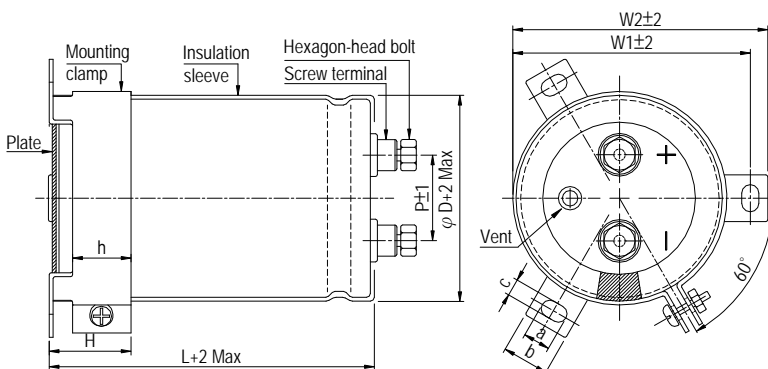 Mounting
clamp
Insulation
sleeve
Hexagon-head bolt
Screw terminal
Plate
h
H
L+2 Max
P±1
φ D+2 Max
W2±2
W1±2
+
−
Vent
60°
c
a
b